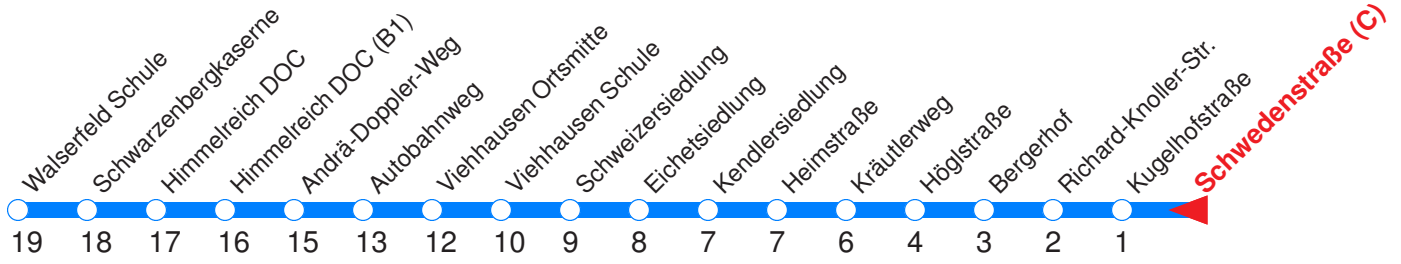 Walserfeld Schule
Schwarzenbergkaserne
Himmelreich DOC
Himmelreich DOC (B1)
Andrä-Doppler-Weg
Autobahnweg
Viehhausen Ortsmitte
Viehhausen Schule
Schweizersiedlung
Eichetsiedlung
Kendlersiedlung
Heimstraße
Kräutlerweg
Höglstraße
Bergerhof
Richard-Knoller-Str.
Kugelhofstraße
Schwedenstraße (C)
19 18 17 16 15 13 12 10 9 8 7 7 6 4 3 2 1